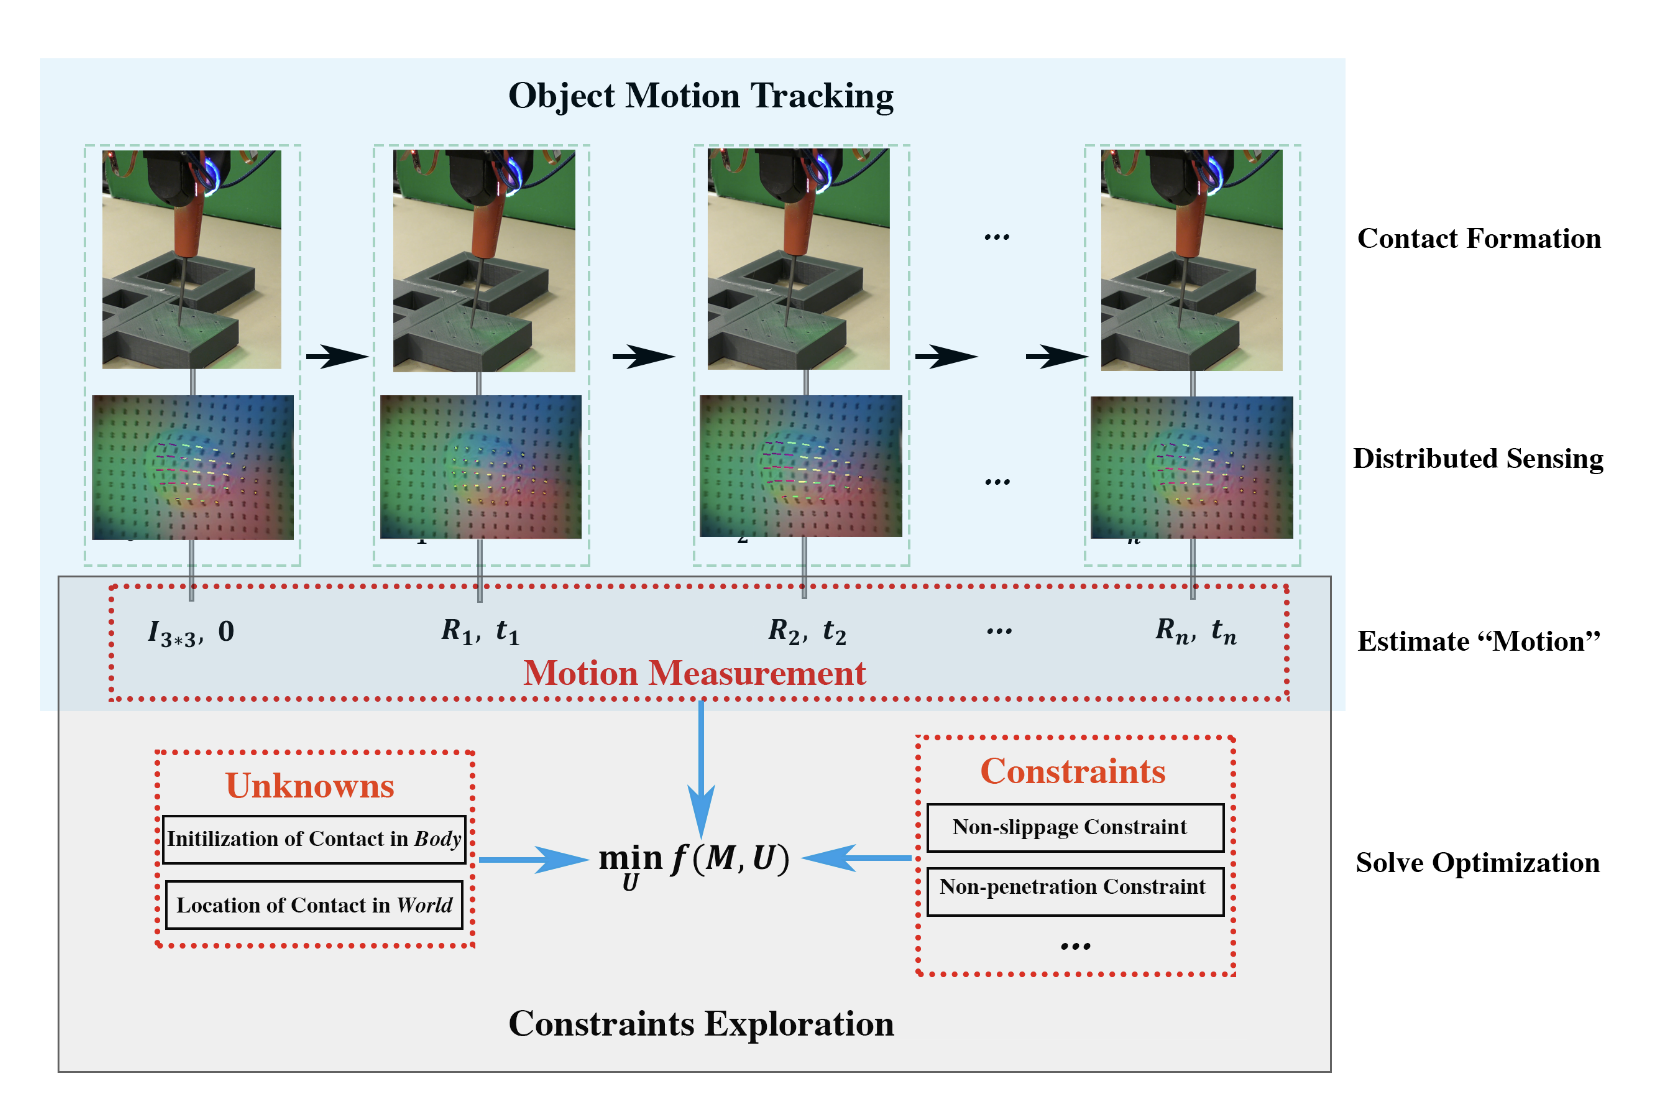 Object Motion Tracking
...
Contact Formation
...
Distributed Sensing
1
2
n
I3*3, 0
R1, t1
R2, t2
...
Rn, tn
Estimate “Motion”
Motion Measurement
Unknowns
Initilization of Contact in Body
Location of Contact in World
min f(M, U)
U
Constraints
Non-slippage Constraint
Non-penetration Constraint
...
Solve Optimization
Constraints Exploration